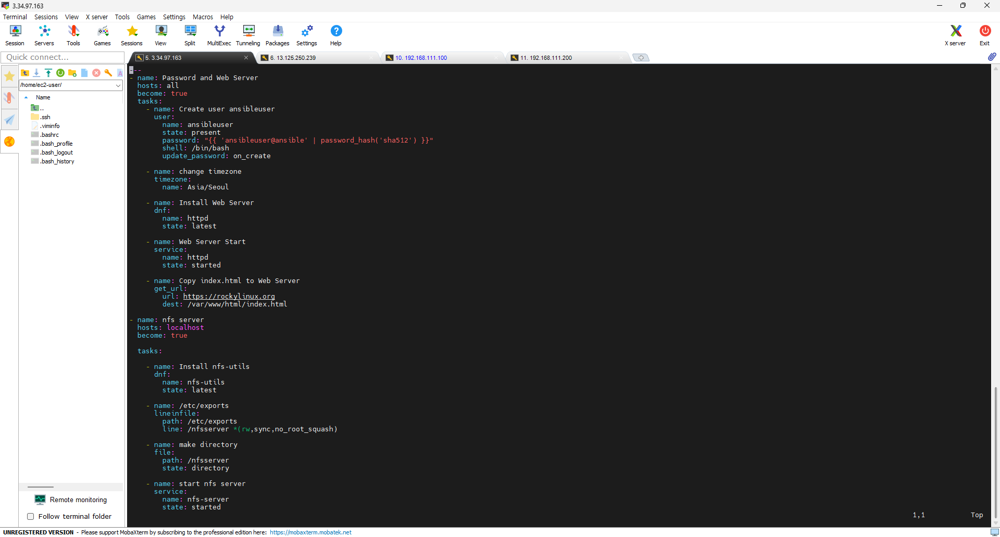 3.34.97.163
Terminal Sessions View X server Tools Games Settings Macros Help
Session Servers Tools Games Sessions View Split MultiExec Tunneling Packages Settings Help X server Exit
Quick connect...
5. 3.34.97.163
6. 13.125.250.239
10. 192.168.111.100
11. 192.168.111.200
/home/ec2-user/
Name
..
.ssh
.viminfo
.bashrc
.bash_profile
.bash_logout
.bash_history
Remote monitoring
Follow terminal folder
---
- name: Password and Web Server
  hosts: all
  become: true
  tasks:
    - name: Create user ansibleuser
      user:
        name: ansibleuser
        state: present
        password: "{{ 'ansibleuser@ansible' | password_hash('sha512') }}"
        shell: /bin/bash
        update_password: on_create

    - name: change timezone
      timezone:
        name: Asia/Seoul

    - name: Install Web Server
      dnf:
        name: httpd
        state: latest

    - name: Web Server Start
      service:
        name: httpd
        state: started

    - name: Copy index.html to Web Server
      get_url:
        url: https://rockylinux.org
        dest: /var/www/html/index.html

- name: nfs server
  hosts: localhost
  become: true

  tasks:

    - name: Install nfs-utils
      dnf:
        name: nfs-utils
        state: latest

    - name: /etc/exports
      lineinfile:
        path: /etc/exports
        line: /nfsserver *(rw,sync,no_root_squash)

    - name: make directory
      file:
        path: /nfsserver
        state: directory

    - name: start nfs server
      service:
        name: nfs-server
        state: started
1,1 Top
UNREGISTERED VERSION - Please support MobaXterm by subscribing to the professional edition here: https://mobaxterm.mobatek.net